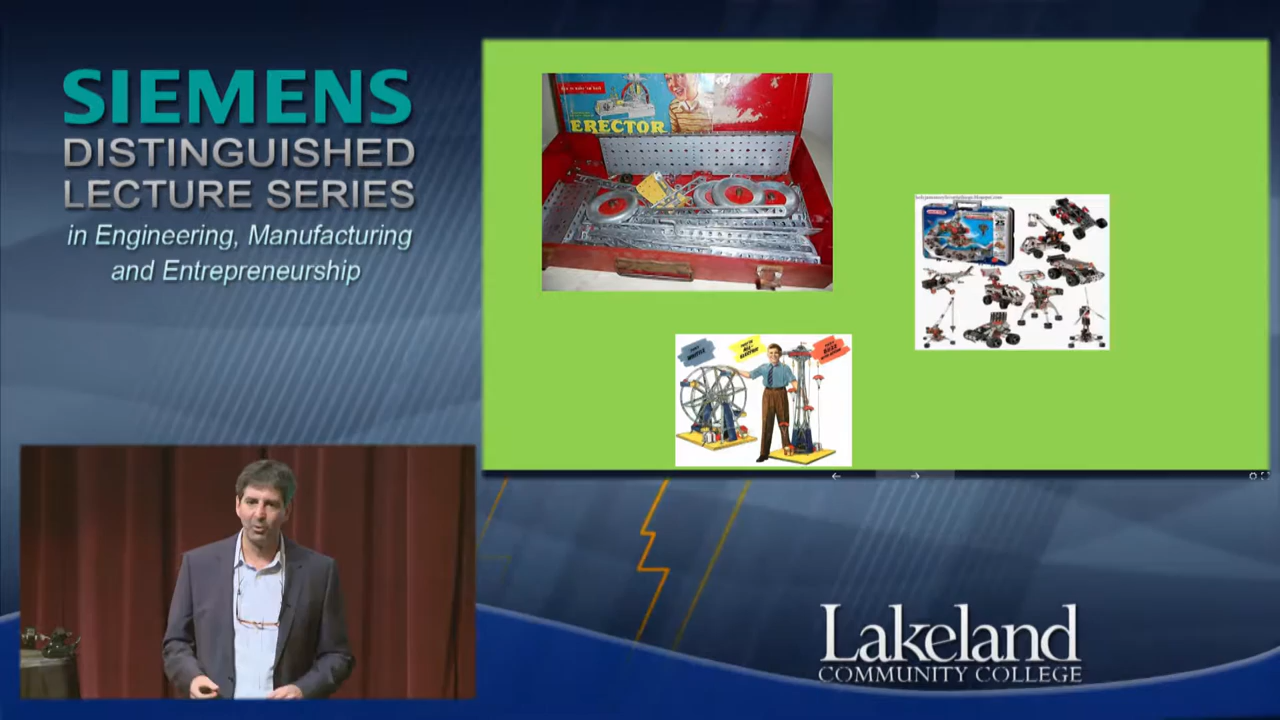 SIEMENS
DISTINGUISHED
LECTURE SERIES
in Engineering, Manufacturing
and Entrepreneurship
ERECTOR
Lakeland
COMMUNITY COLLEGE